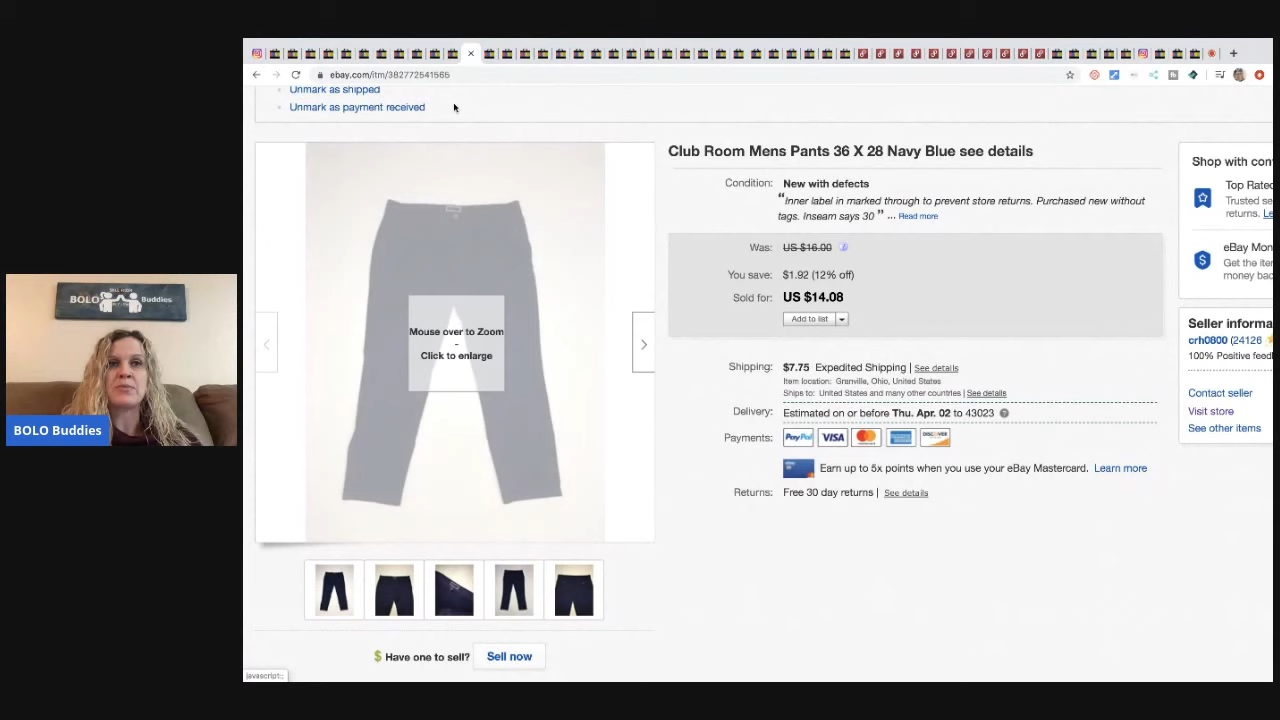 ebay.com/itm/382772541565
Unmark as shipped
Unmark as payment received
Club Room Mens Pants 36 X 28 Navy Blue see details
Condition: New with defects
“Inner label in marked through to prevent store returns. Purchased new without
tags. Inseam says 30 ” ... Read more
Was: US $16.00
You save: $1.92 (12% off)
Sold for: US $14.08
Add to list
Mouse over to Zoom
-
Click to enlarge
Shipping: $7.75 Expedited Shipping | See details
Item location: Granville, Ohio, United States
Ships to: United States and many other countries | See details
Delivery: Estimated on or before Thu. Apr. 02 to 43023
Payments: PayPal VISA
Earn up to 5x points when you use your eBay Mastercard. Learn more
Returns: Free 30 day returns | See details
Shop with con
Top Rate
Trusted se
returns. Le
eBay Mon
Get the ite
money bac
Seller informa
crh0800 (24126
100% Positive feed
Contact seller
Visit store
See other items
BOLO Buddies
BOLO Buddies
Have one to sell? Sell now
javascript:;